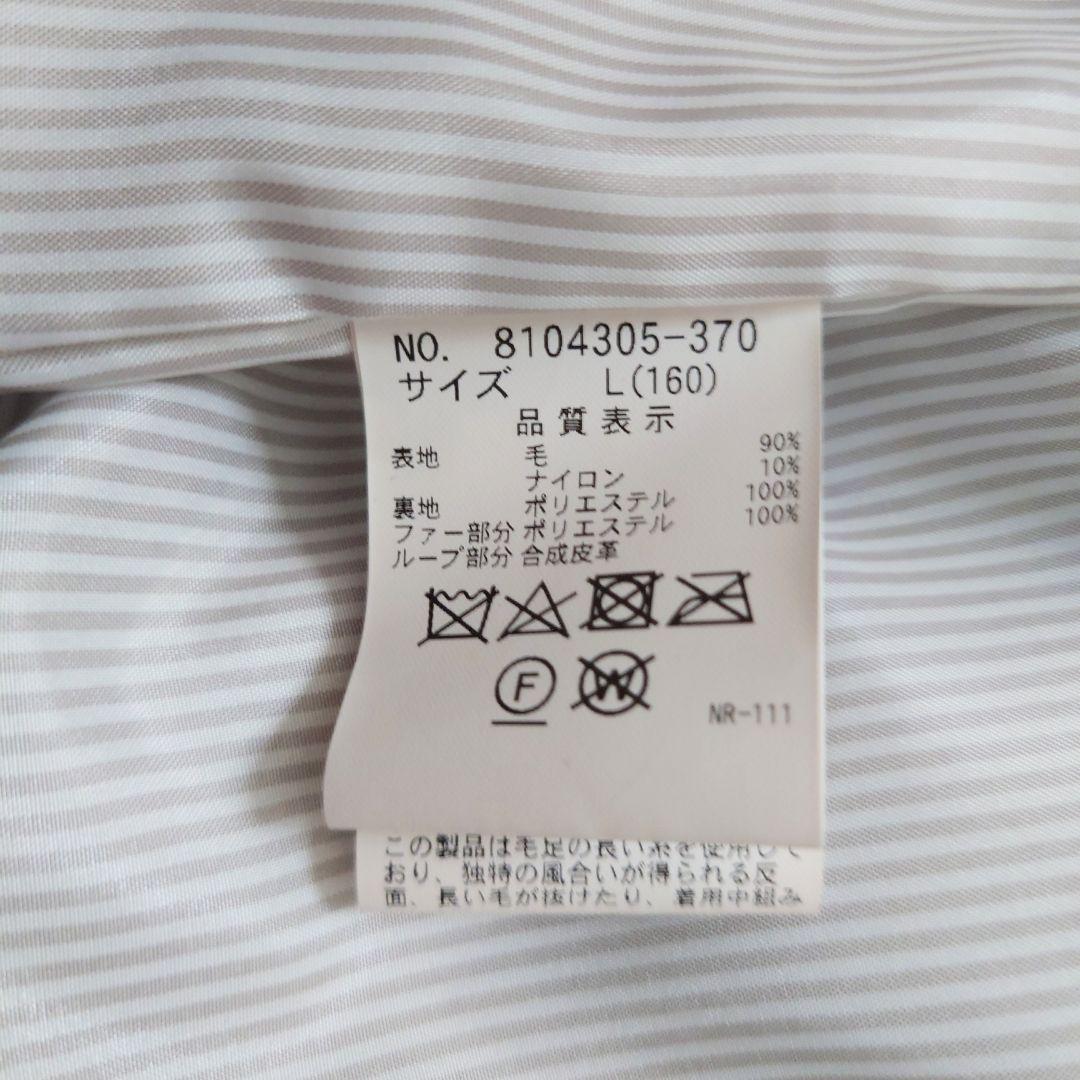 NO. 8104305-370
サイズ L(160)
品質表示
表地 毛 90%
ナイロン 10%
裏地 ポリエステル 100%
ファー部分 ポリエステル 100%
ループ部分 合成皮革
F W
NR-111
この製品は毛足の長い糸を使用して
おり、独特の風合いが得られる反
面、長い毛が抜けたり、着用中組み